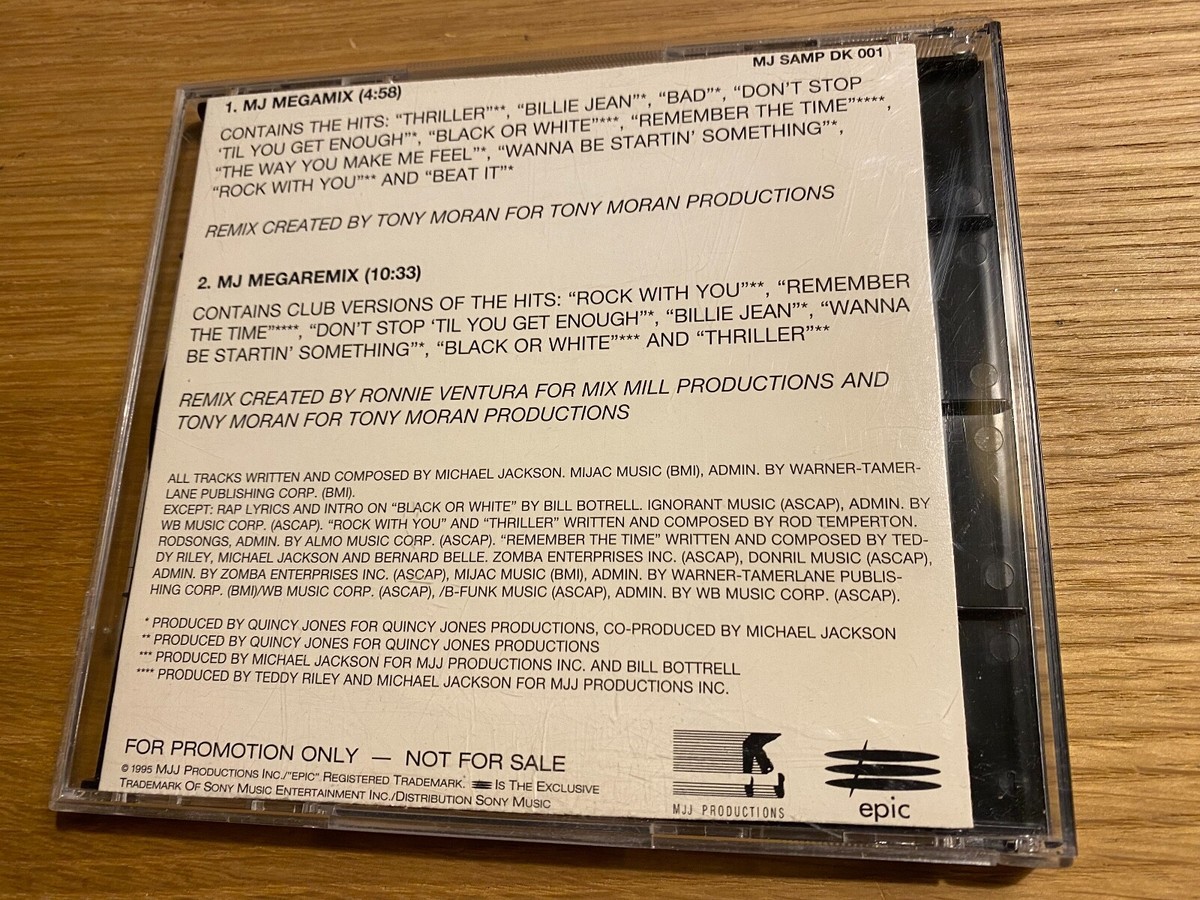 MJ SAMP DK 001
1. MJ MEGAMIX (4:58)
CONTAINS THE HITS: “THRILLER”**, “BILLIE JEAN”*, “BAD”*, “DON'T STOP
‘TIL YOU GET ENOUGH”*, “BLACK OR WHITE”***, “REMEMBER THE TIME”****,
“THE WAY YOU MAKE ME FEEL”*, “WANNA BE STARTIN’ SOMETHING”*,
“ROCK WITH YOU”** AND “BEAT IT”*
REMIX CREATED BY TONY MORAN FOR TONY MORAN PRODUCTIONS
2. MJ MEGAREMIX (10:33)
CONTAINS CLUB VERSIONS OF THE HITS: “ROCK WITH YOU”**, “REMEMBER
THE TIME”****, “DON'T STOP ‘TIL YOU GET ENOUGH”*, “BILLIE JEAN”*, “WANNA
BE STARTIN’ SOMETHING”*, “BLACK OR WHITE”*** AND “THRILLER”**
REMIX CREATED BY RONNIE VENTURA FOR MIX MILL PRODUCTIONS AND
TONY MORAN FOR TONY MORAN PRODUCTIONS
ALL TRACKS WRITTEN AND COMPOSED BY MICHAEL JACKSON. MIJAC MUSIC (BMI), ADMIN. BY WARNER-TAMER-
LANE PUBLISHING CORP. (BMI).
EXCEPT: RAP LYRICS AND INTRO ON “BLACK OR WHITE” BY BILL BOTRELL. IGNORANT MUSIC (ASCAP), ADMIN. BY
WB MUSIC CORP. (ASCAP). “ROCK WITH YOU” AND “THRILLER” WRITTEN AND COMPOSED BY ROD TEMPERTON.
RODSONGS, ADMIN. BY ALMO MUSIC CORP. (ASCAP). “REMEMBER THE TIME” WRITTEN AND COMPOSED BY TED-
DY RILEY, MICHAEL JACKSON AND BERNARD BELLE. ZOMBA ENTERPRISES INC. (ASCAP), DONRIL MUSIC (ASCAP),
ADMIN. BY ZOMBA ENTERPRISES INC. (ASCAP), MIJAC MUSIC (BMI), ADMIN. BY WARNER-TAMERLANE PUBLIS-
HING CORP. (BMI)/WB MUSIC CORP. (ASCAP), /B-FUNK MUSIC (ASCAP), ADMIN. BY WB MUSIC CORP. (ASCAP).
* PRODUCED BY QUINCY JONES FOR QUINCY JONES PRODUCTIONS, CO-PRODUCED BY MICHAEL JACKSON
** PRODUCED BY QUINCY JONES FOR QUINCY JONES PRODUCTIONS
*** PRODUCED BY MICHAEL JACKSON FOR MJJ PRODUCTIONS INC. AND BILL BOTTRELL
**** PRODUCED BY TEDDY RILEY AND MICHAEL JACKSON FOR MJJ PRODUCTIONS INC.
FOR PROMOTION ONLY — NOT FOR SALE
© 1995 MJJ PRODUCTIONS INC./”EPIC” REGISTERED TRADEMARK. IS THE EXCLUSIVE
TRADEMARK OF SONY MUSIC ENTERTAINMENT INC./DISTRIBUTION SONY MUSIC
MJJ PRODUCTIONS
epic